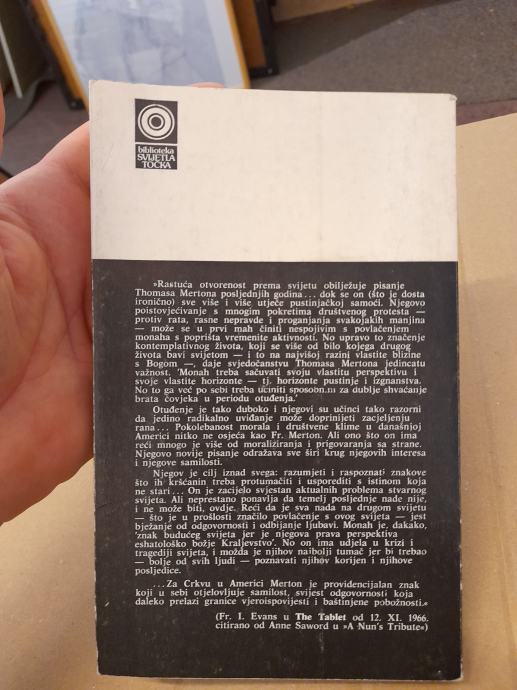 biblioteka
SVIJETLA
TOČKA
»Rastuća otvorenost prema svijetu obilježuje pisanje
Thomasa Mertona posljednjih godina... dok se on (što je dosta
ironično) sve više i više utječe pustinjačkoj samoći. Njegovo
poistovjećivanje s mnogim pokretima društvenog protesta —
protiv rata, rasne nepravde i proganjanja svakojakih manjina
— može se u prvi mah činiti nespojivim s povlačenjem
monaha s poprišta vremenite aktivnosti. No upravo to značenje
kontemplativnog života, koji se više od bilo kojega drugog
života bavi svijetom — i to na najvišoj razini vlastite blizine
s Bogom —, daje svjedočanstvu Thomasa Mertona jedincatu
važnost. 'Monah treba sačuvati svoju vlastitu perspektivu i
svoje vlastite horizonte — tj. horizonte pustinje i izgnanstva.
No to ga već po sebi treba učiniti sposobnim za dublje shvaćanje
brata čovjeka u periodu otuđenja.'
Otuđenje je tako duboko i njegovi su učinci tako razorni
da jedino radikalno uviđanje može doprinijeti zacjeljenju
rana... Pokolebanost morala i društvene klime u današnjoj
Americi nitko ne osjeća kao Fr. Merton. Ali ono što on ima
reći mnogo je više od moraliziranja i prigovaranja sa strane.
Njegovo novije pisanje odražava sve širi krug njegovih interesa
i njegove samilosti.
Njegov je cilj iznad svega: razumjeti i raspoznati znakove
što ih kršćanin treba protumačiti i usporediti s istinom koja
ne stari... On je zacijelo svjestan aktualnih problema stvarnog
svijeta. Ali neprestano ponavlja da temelj posljednje nade nije,
i ne može biti, ovdje. Reći da je sva nada na drugom svijetu
— što je u prošlosti značilo povlačenje s ovog svijeta — jest
bježanje od odgovornosti i odbijanje ljubavi. Monah je, dakako,
'znak budućeg svijeta jer je njegova prava perspektiva
eshatološko božje Kraljevstvo'. No on ima udjela u krizi i
tragediji svijeta, i možda je njihov najbolji tumač jer bi trebao
— bolje od svih ljudi — poznavati njihov korijen i njihove
posljedice.
...Za Crkvu u Americi Merton je providencijalan znak
koji u sebi otjelovljuje samilost, svijest odgovornosti koja
daleko prelazi granice vjeroispovijesti i baštinjene pobožnosti.«
(Fr. I. Evans u The Tablet od 12. XI. 1966.
citirano od Anne Saword u »A Nun's Tribute«)